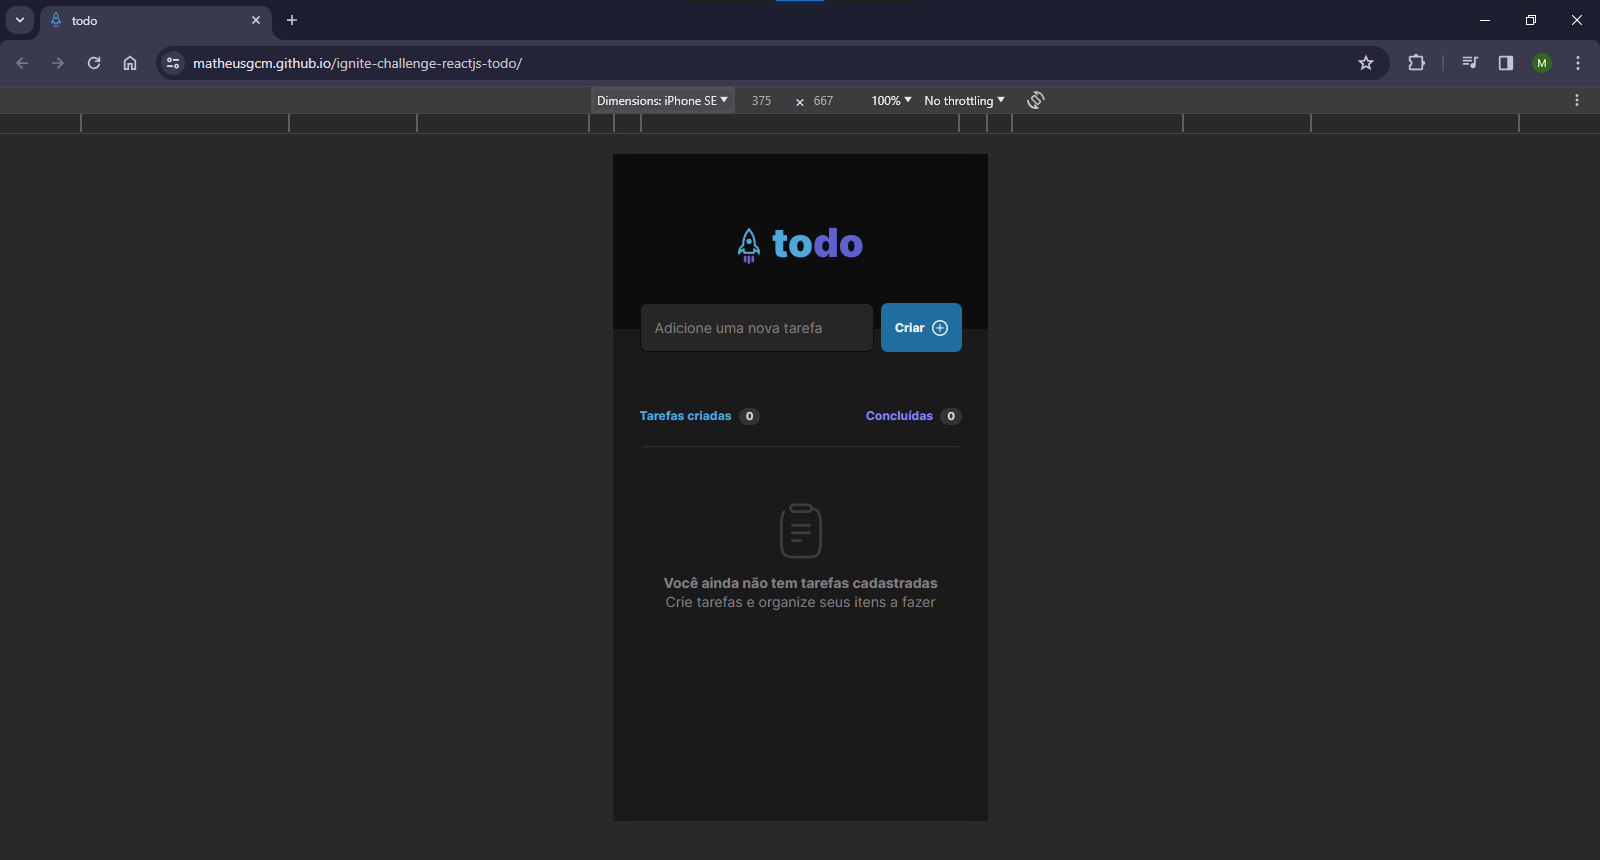 todo
matheusgcm.github.io/ignite-challenge-reactjs-todo/
M
Dimensions: iPhone SE 375 × 667 100% No throttling
todo
Adicione uma nova tarefa
Criar
Tarefas criadas 0
Concluídas 0
Você ainda não tem tarefas cadastradas
Crie tarefas e organize seus itens a fazer